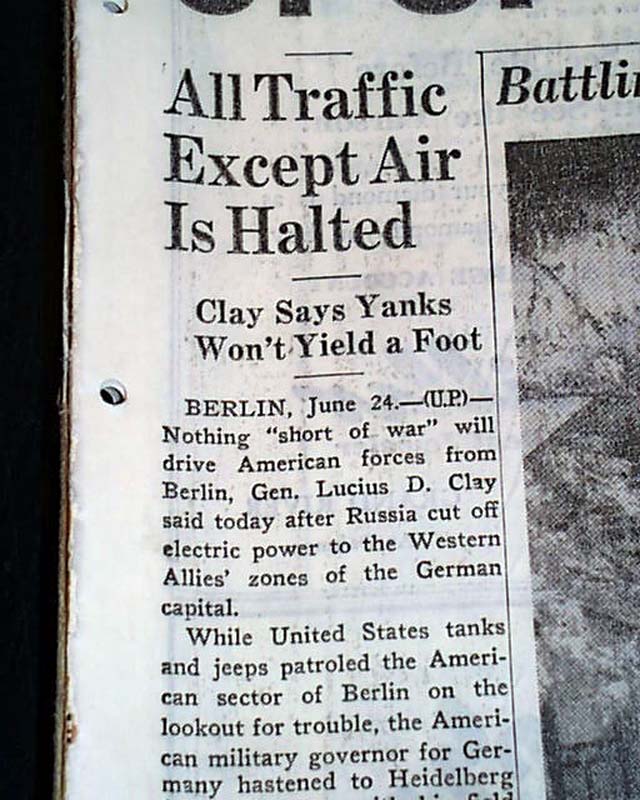 All Traffic
Except Air
Is Halted
Clay Says Yanks
Won't Yield a Foot
BERLIN, June 24.—(U.P.)—
Nothing "short of war" will
drive American forces from
Berlin, Gen. Lucius D. Clay
said today after Russia cut off
electric power to the Western
Allies' zones of the German
capital.
While United States tanks
and jeeps patroled the Ameri-
can sector of Berlin on the
lookout for trouble, the Ameri-
can military governor for Ger-
many hastened to Heidelberg